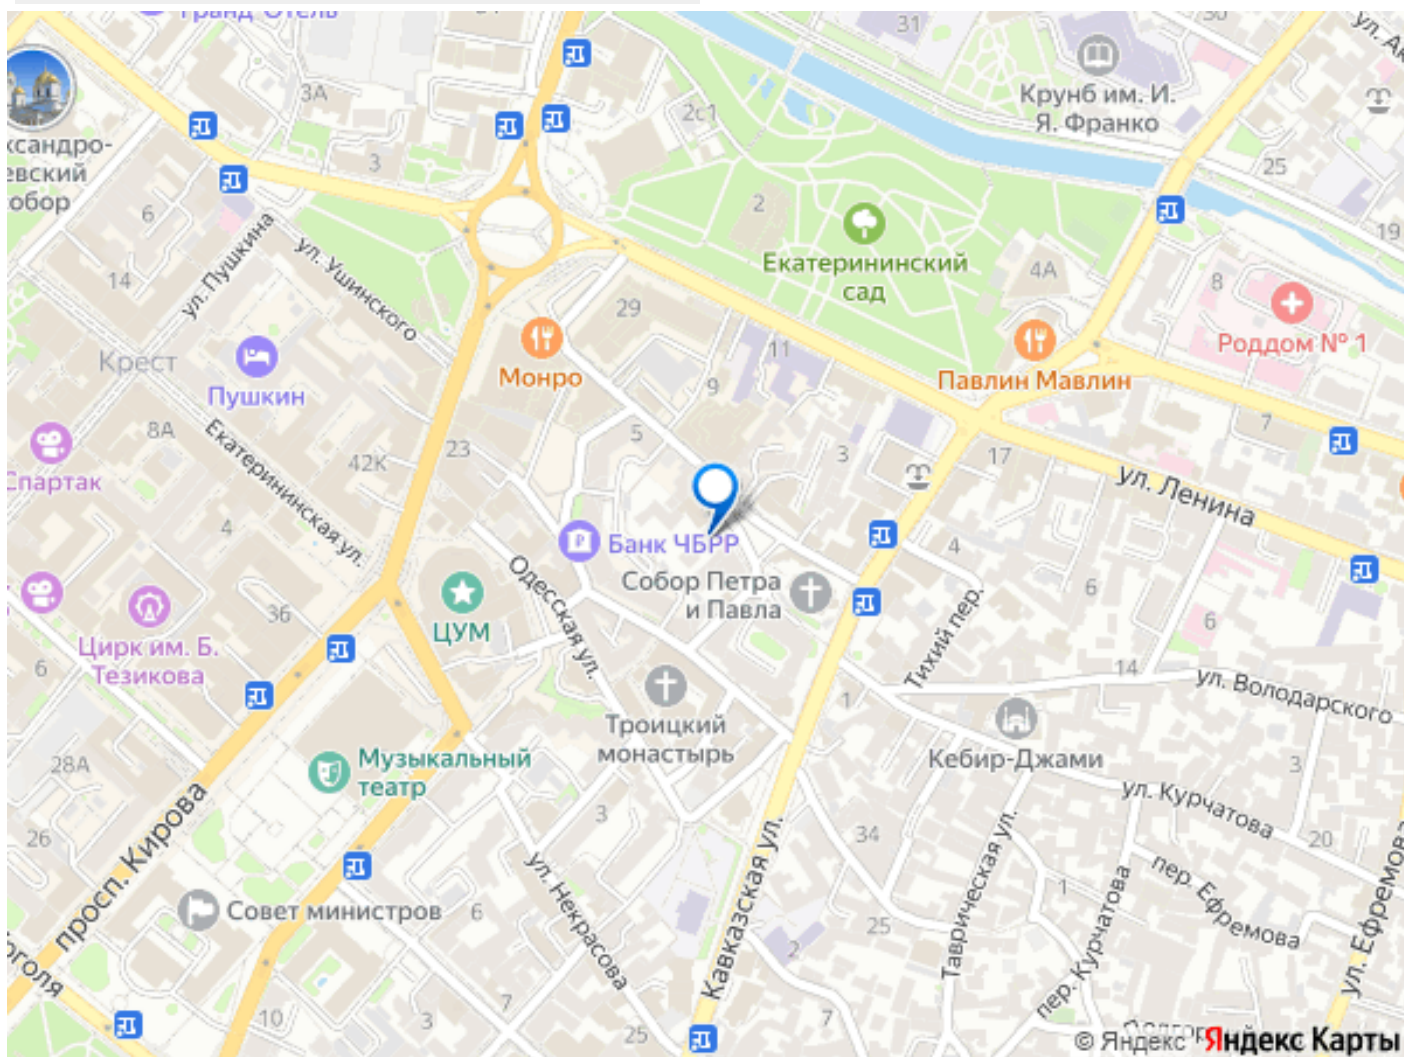 31
ул. Ак
3А
2с1
Крунб им. И.
Я. Франко
ксандро-
евский
обор
3
25
6
2
19
ул. Пушкина
ул. Ушинского
Екатерининский
сад
4А
8
14
29
Роддом № 1
Крест
11
Монро
Павлин Мавлин
Пушкин
9
7
8А
5
Спартак
42К
23
3
17
ул. Ленина
Екатерининская ул.
4
Банк ЧБРР
4
Собор Петра
и Павла
Одесская ул.
6
36
ЦУМ
Тихий пер.
6
Цирк им. Б.
Тезикова
6
14
ул. Володарского
1
Троицкий
монастырь
Кебир-Джами
28А
Музыкальный
театр
3
ул. Курчатова
3
34
20
26
просп. Кирова
Кавказская ул.
Таврическая ул.
пер. Ефремова
ул. Ефремова
1
Совет министров
6
ул. Некрасова
25
2
пер. Курчатова
оголя
7
10
3
25
7
© Яндекс Яндекс Карты